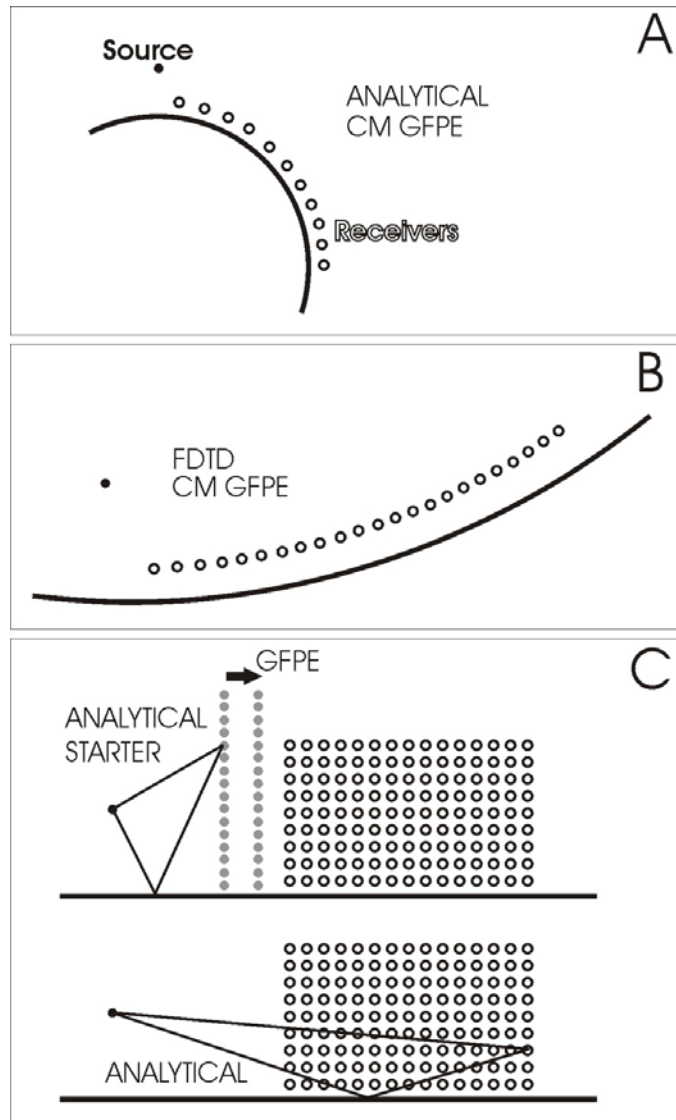 A
Source
ANALYTICAL
CM GFPE
Receivers
B
FDTD
CM GFPE
C
GFPE
ANALYTICAL
STARTER
ANALYTICAL